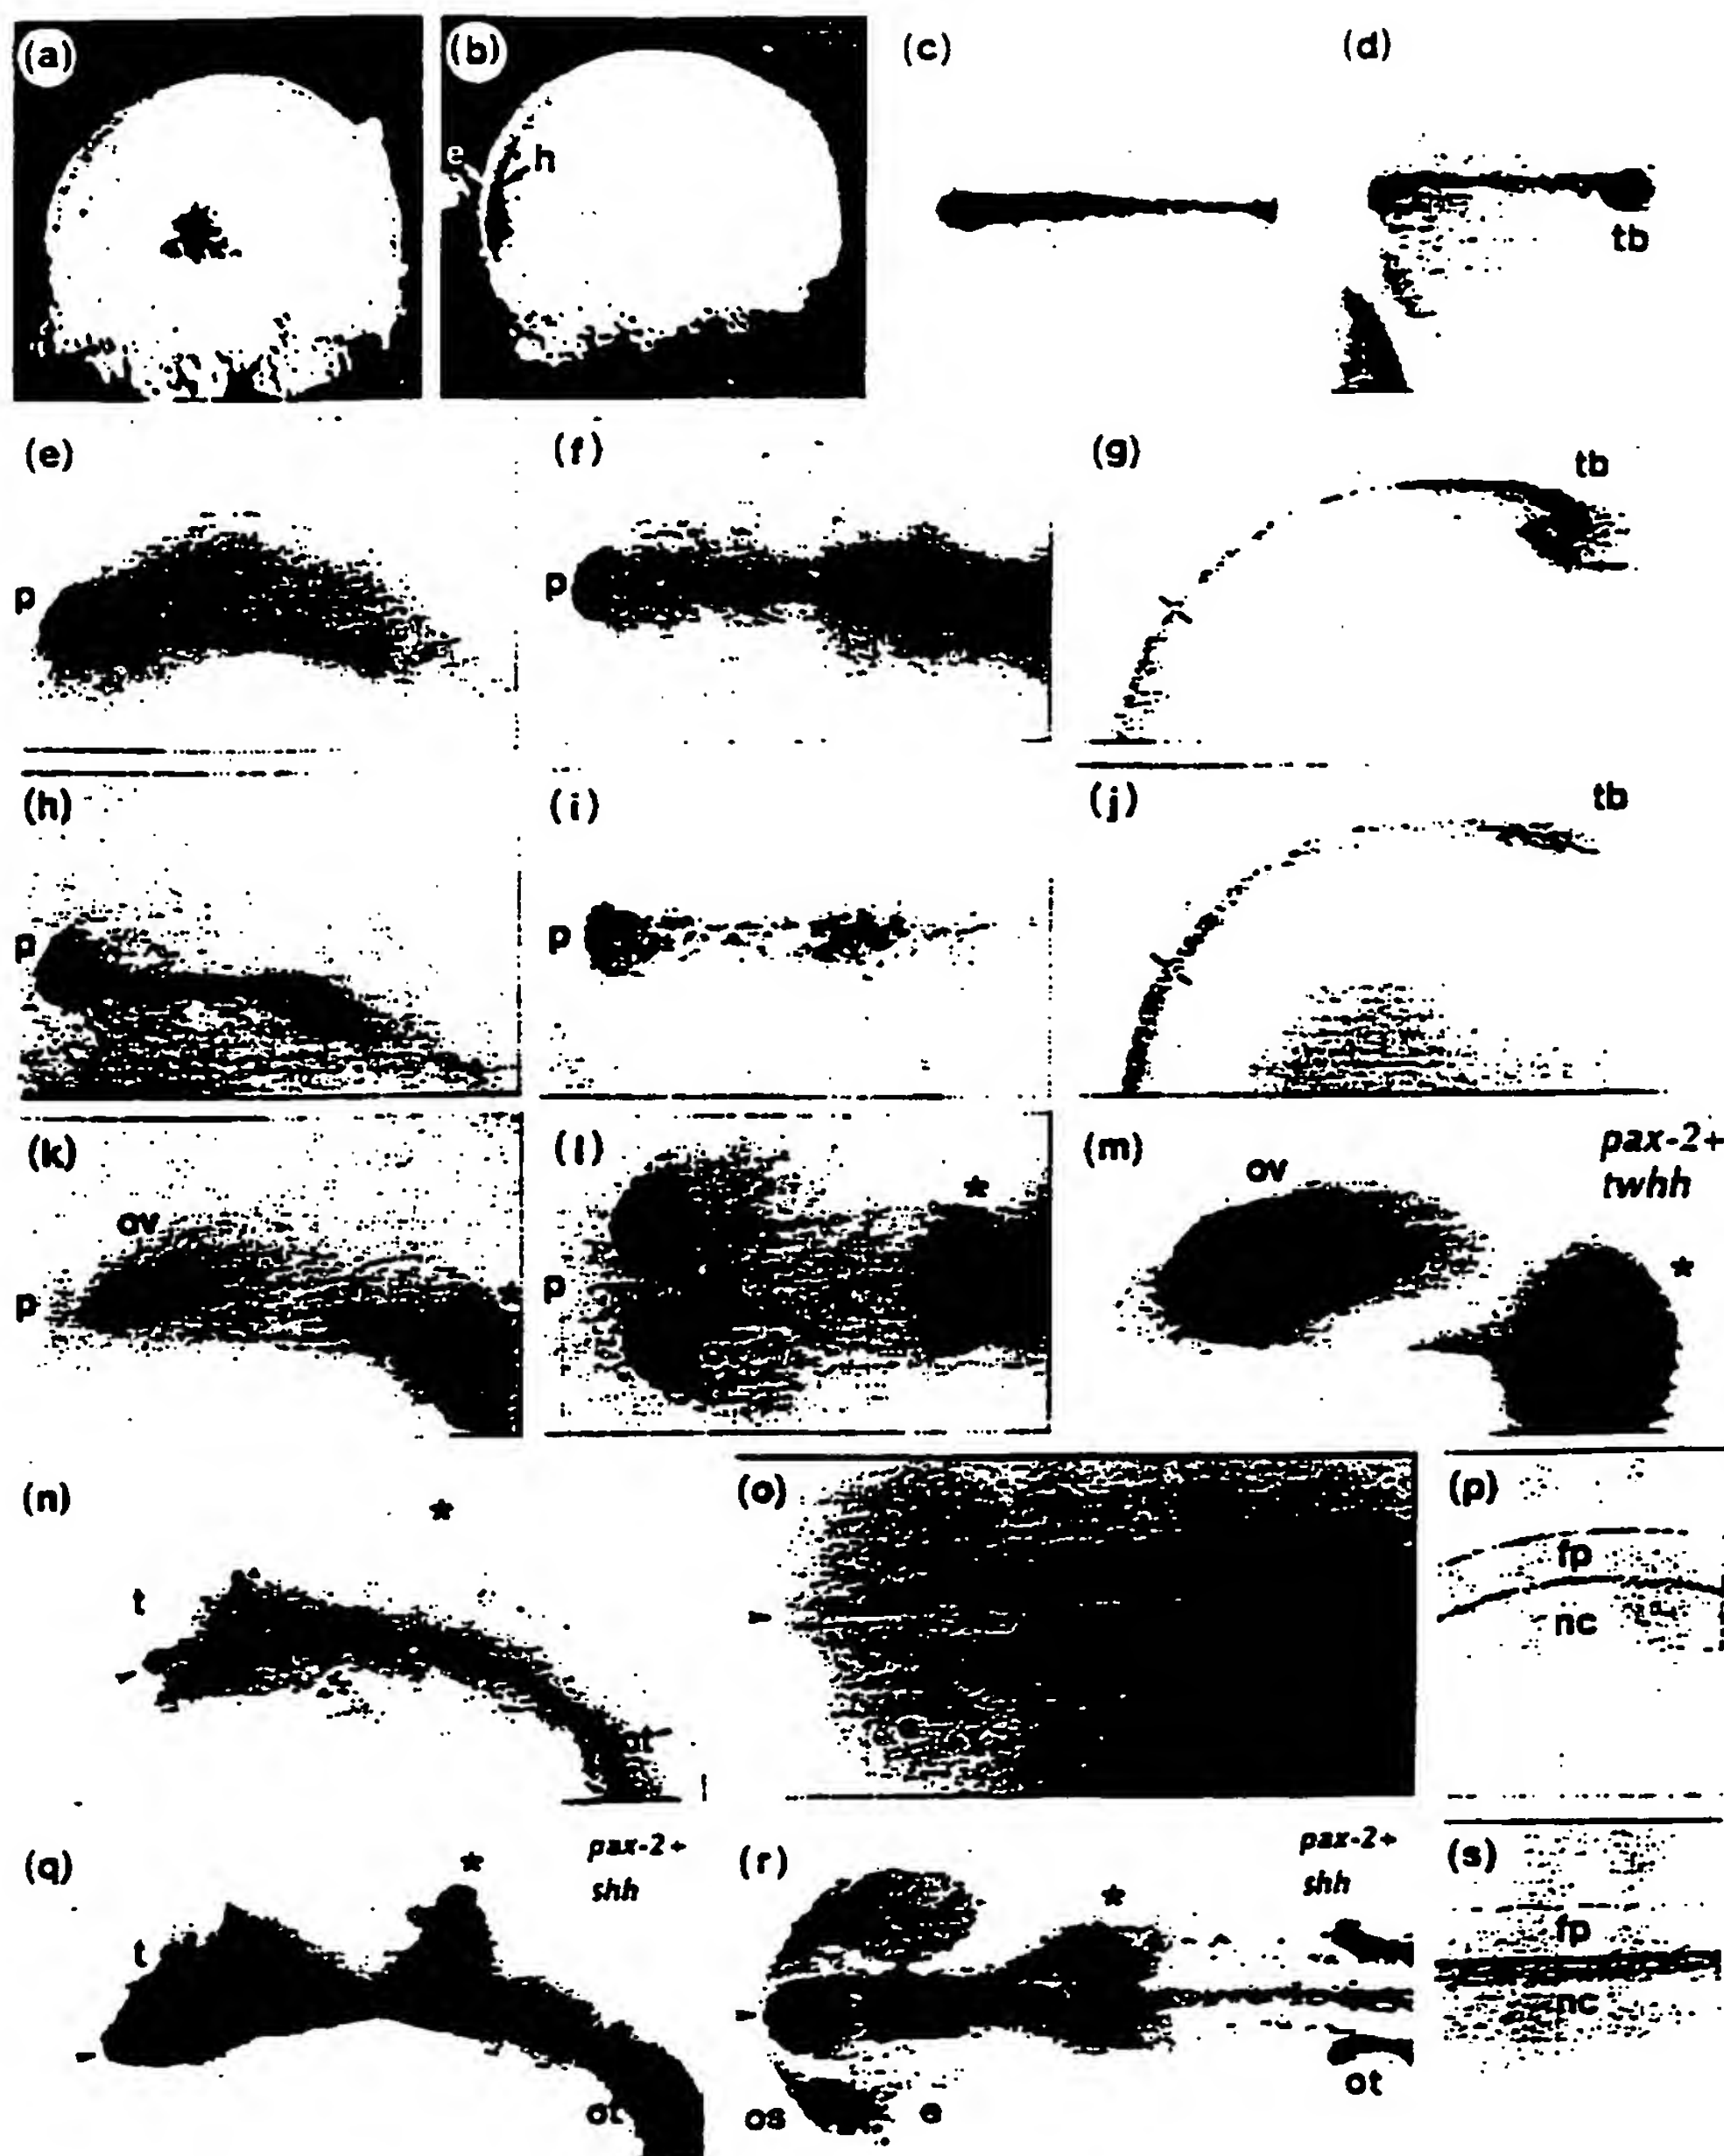 (a)
(b)
e
h
(c)
(d)
tb
(e)
p
(f)
p
(g)
tb
(h)
p
(i)
p
(j)
tb
(k)
ov
p
*
(l)
p
*
(m)
ov
pax-2+
twhh
*
(n)
*
t
ot
(o)
(p)
fp
nc
(q)
*
pax-2+
shh
t
ot
(r)
*
pax-2+
shh
os
e
ot
(s)
fp
nc